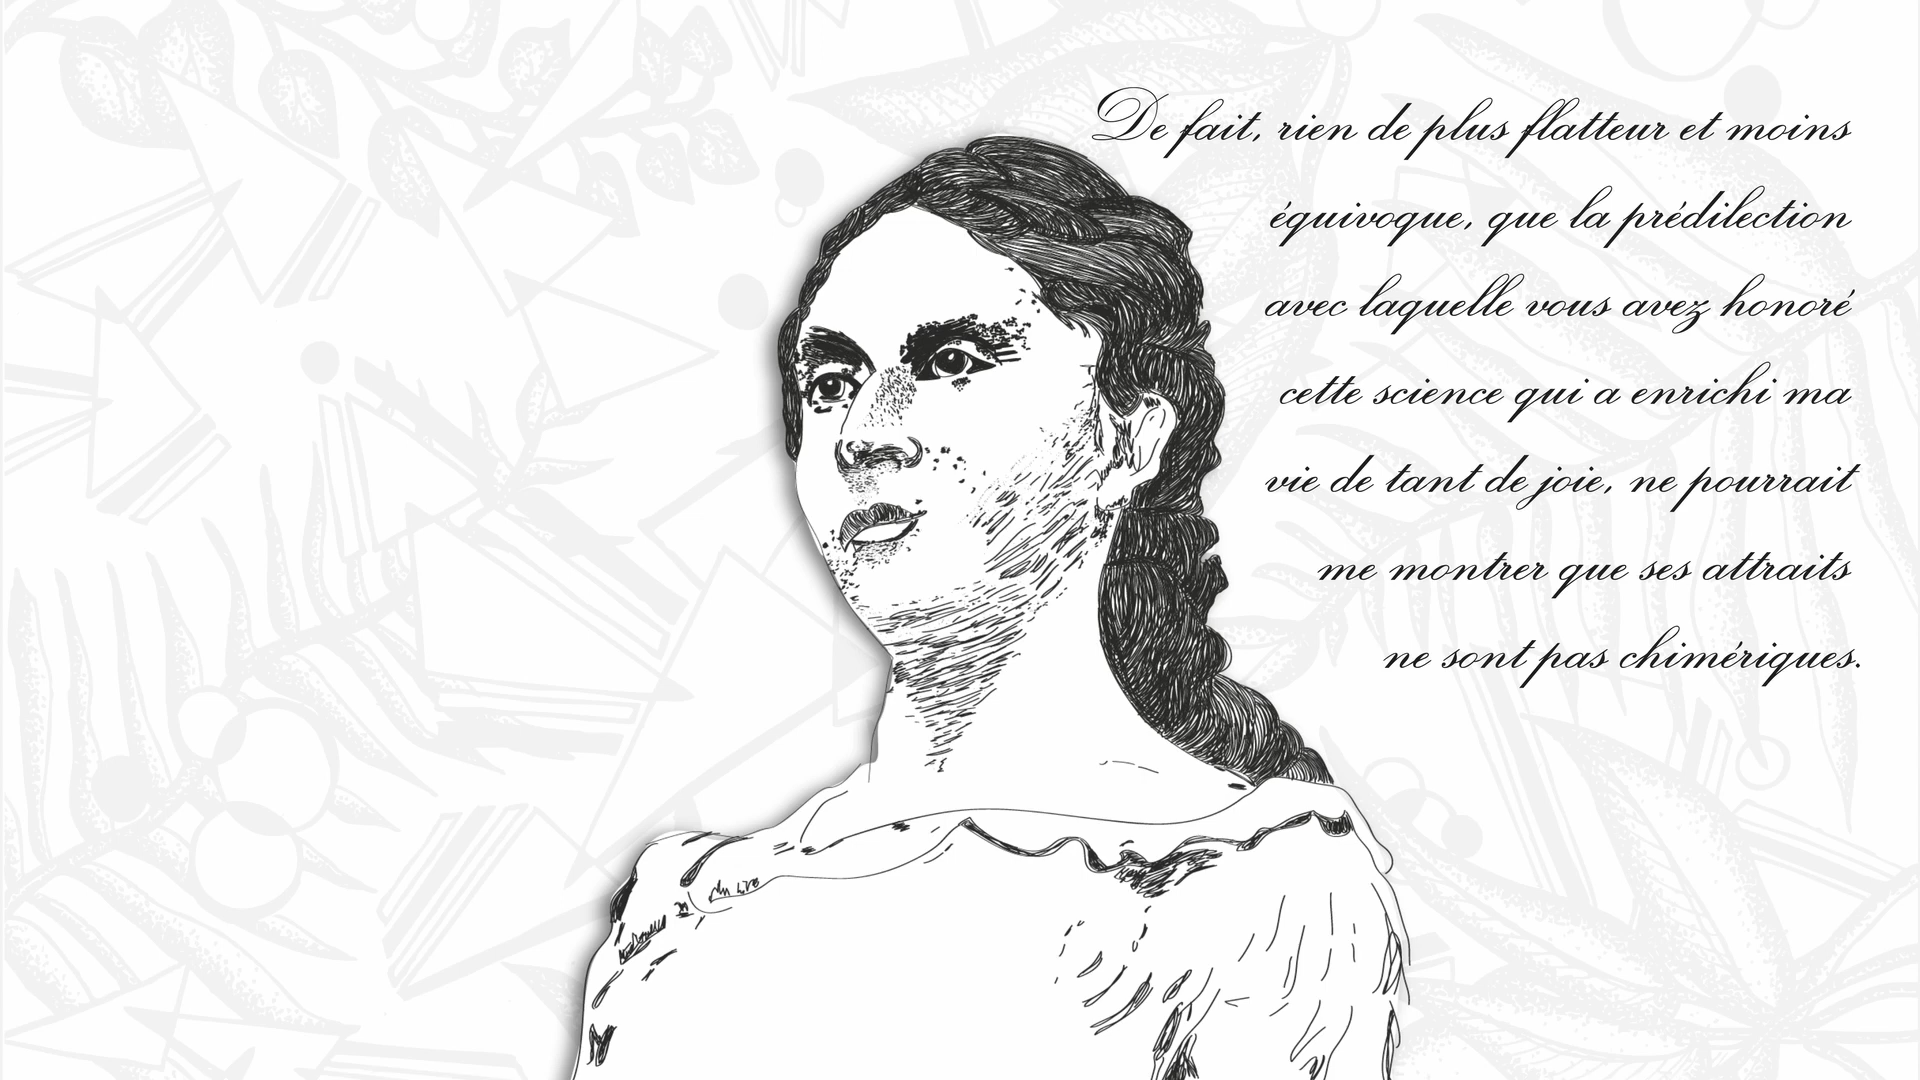 De fait, rien de plus flatteur et moins
équivoque, que la prédilection
avec laquelle vous avez honoré
cette science qui a enrichi ma
vie de tant de joie, ne pourrait
me montrer que ses attraits
ne sont pas chimériques.